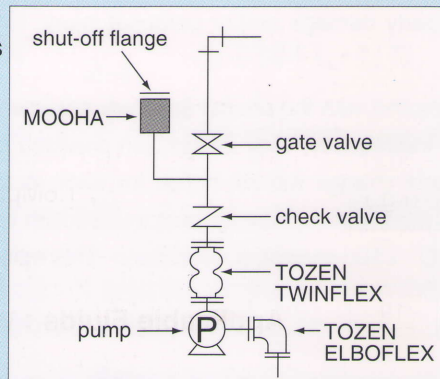 s
shut-off flange
MOOHA
gate valve
check valve
TOZEN
TWINFLEX
pump
P
TOZEN
ELBOFLEX